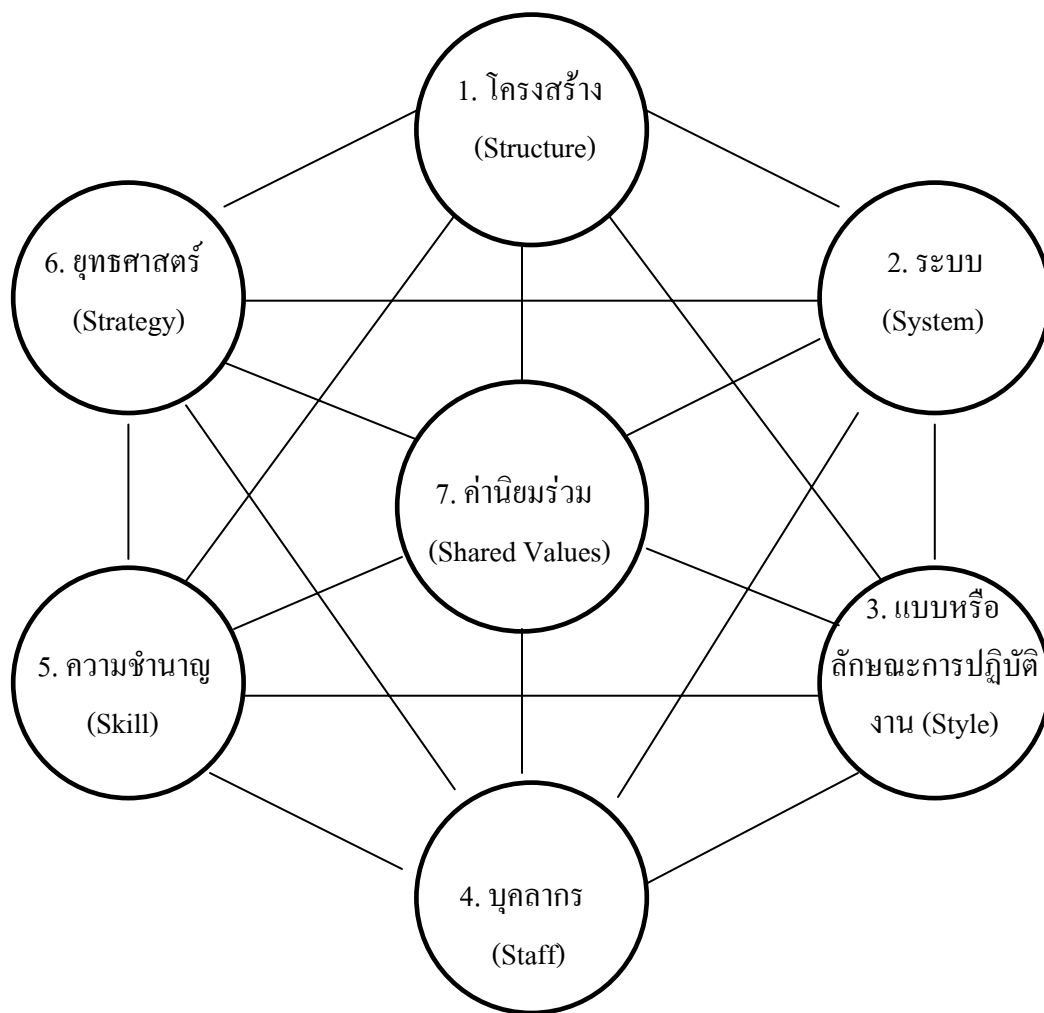 1. โครงสร้าง
(Structure)
6. ยุทธศาสตร์
(Strategy)
2. ระบบ
(System)
7. ค่านิยมร่วม
(Shared Values)
5. ความชำนาญ
(Skill)
3. แบบหรือ
ลักษณะการปฏิบัติ
งาน (Style)
4. บุคลากร
(Staff)